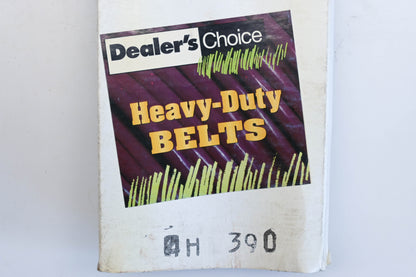 Dealer's Choice
Heavy-Duty
BELTS
4H 390